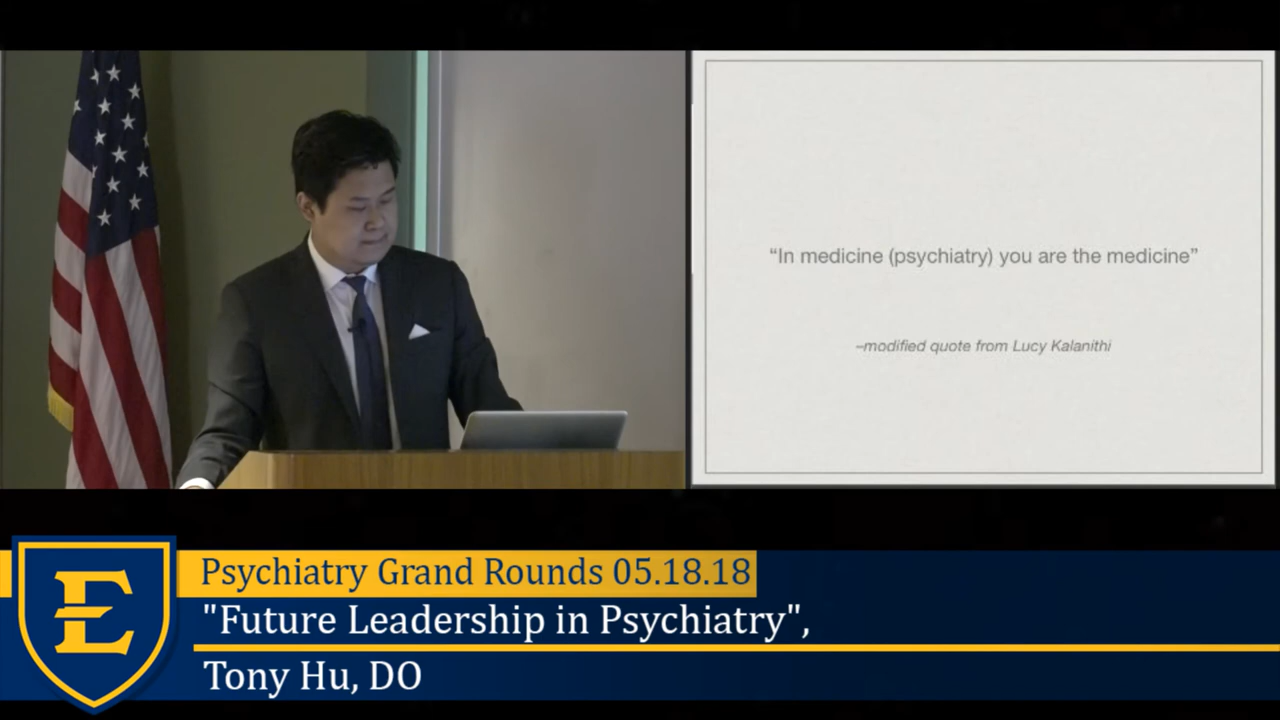 “In medicine (psychiatry) you are the medicine”
–modified quote from Lucy Kalanithi
E
Psychiatry Grand Rounds 05.18.18
"Future Leadership in Psychiatry",
Tony Hu, DO